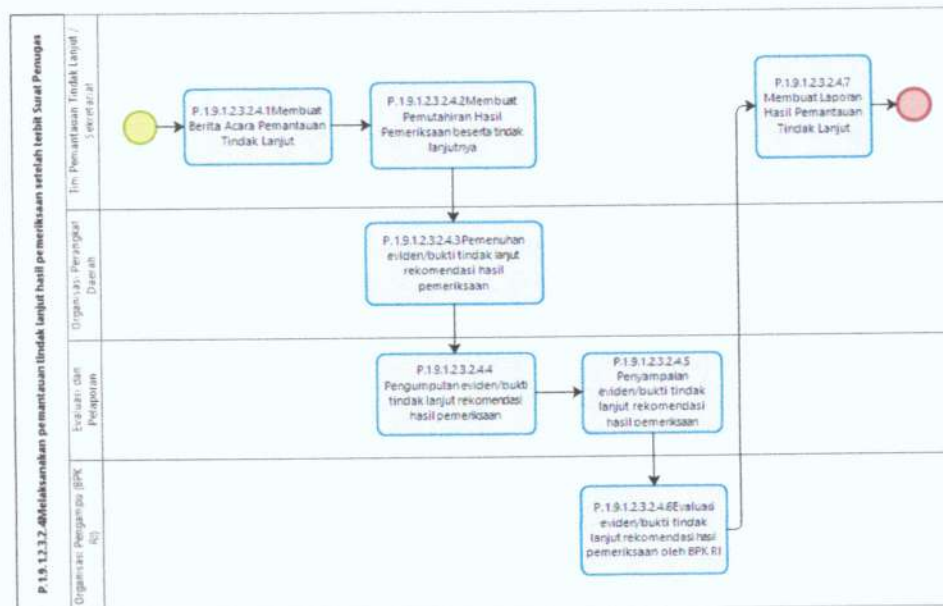 P.1.9.1.2.3.2.4Melaksanakan pemantauan tindak lanjut hasil pemeriksaan setelah terbit Surat Penugas
Tim Pemantauan Tindak Lanjut /
Sekretariat
P.1.9.1.2.3.2.4.1Membuat
Berita Acara Pemantauan
Tindak Lanjut
P.1.9.1.2.3.2.4.2Membuat
Pemutahiran Hasil
Pemeriksaan beserta tindak
lanjutnya
P.1.9.1.2.3.2.4.7
Membuat Laporan
Hasil Pemantauan
Tindak Lanjut
Organisasi Perangkat
Daerah
P.1.9.1.2.3.2.4.3Pemenuhan
eviden/bukti tindak lanjut
rekomendasi hasil
pemeriksaan
Evaluasi dan
Pelaporan
P.1.9.1.2.3.2.4.4
Pengumpulan eviden/bukti
tindak lanjut rekomendasi
hasil pemeriksaan
P.1.9.1.2.3.2.4.5
Penyampaian
eviden/bukti tindak
lanjut rekomendasi
hasil pemeriksaan
Organisasi Pengampu (BPK
RI)
P.1.9.1.2.3.2.4.6Evaluasi
eviden/bukti tindak
lanjut rekomendasi hasil
pemeriksaan oleh BPK RI